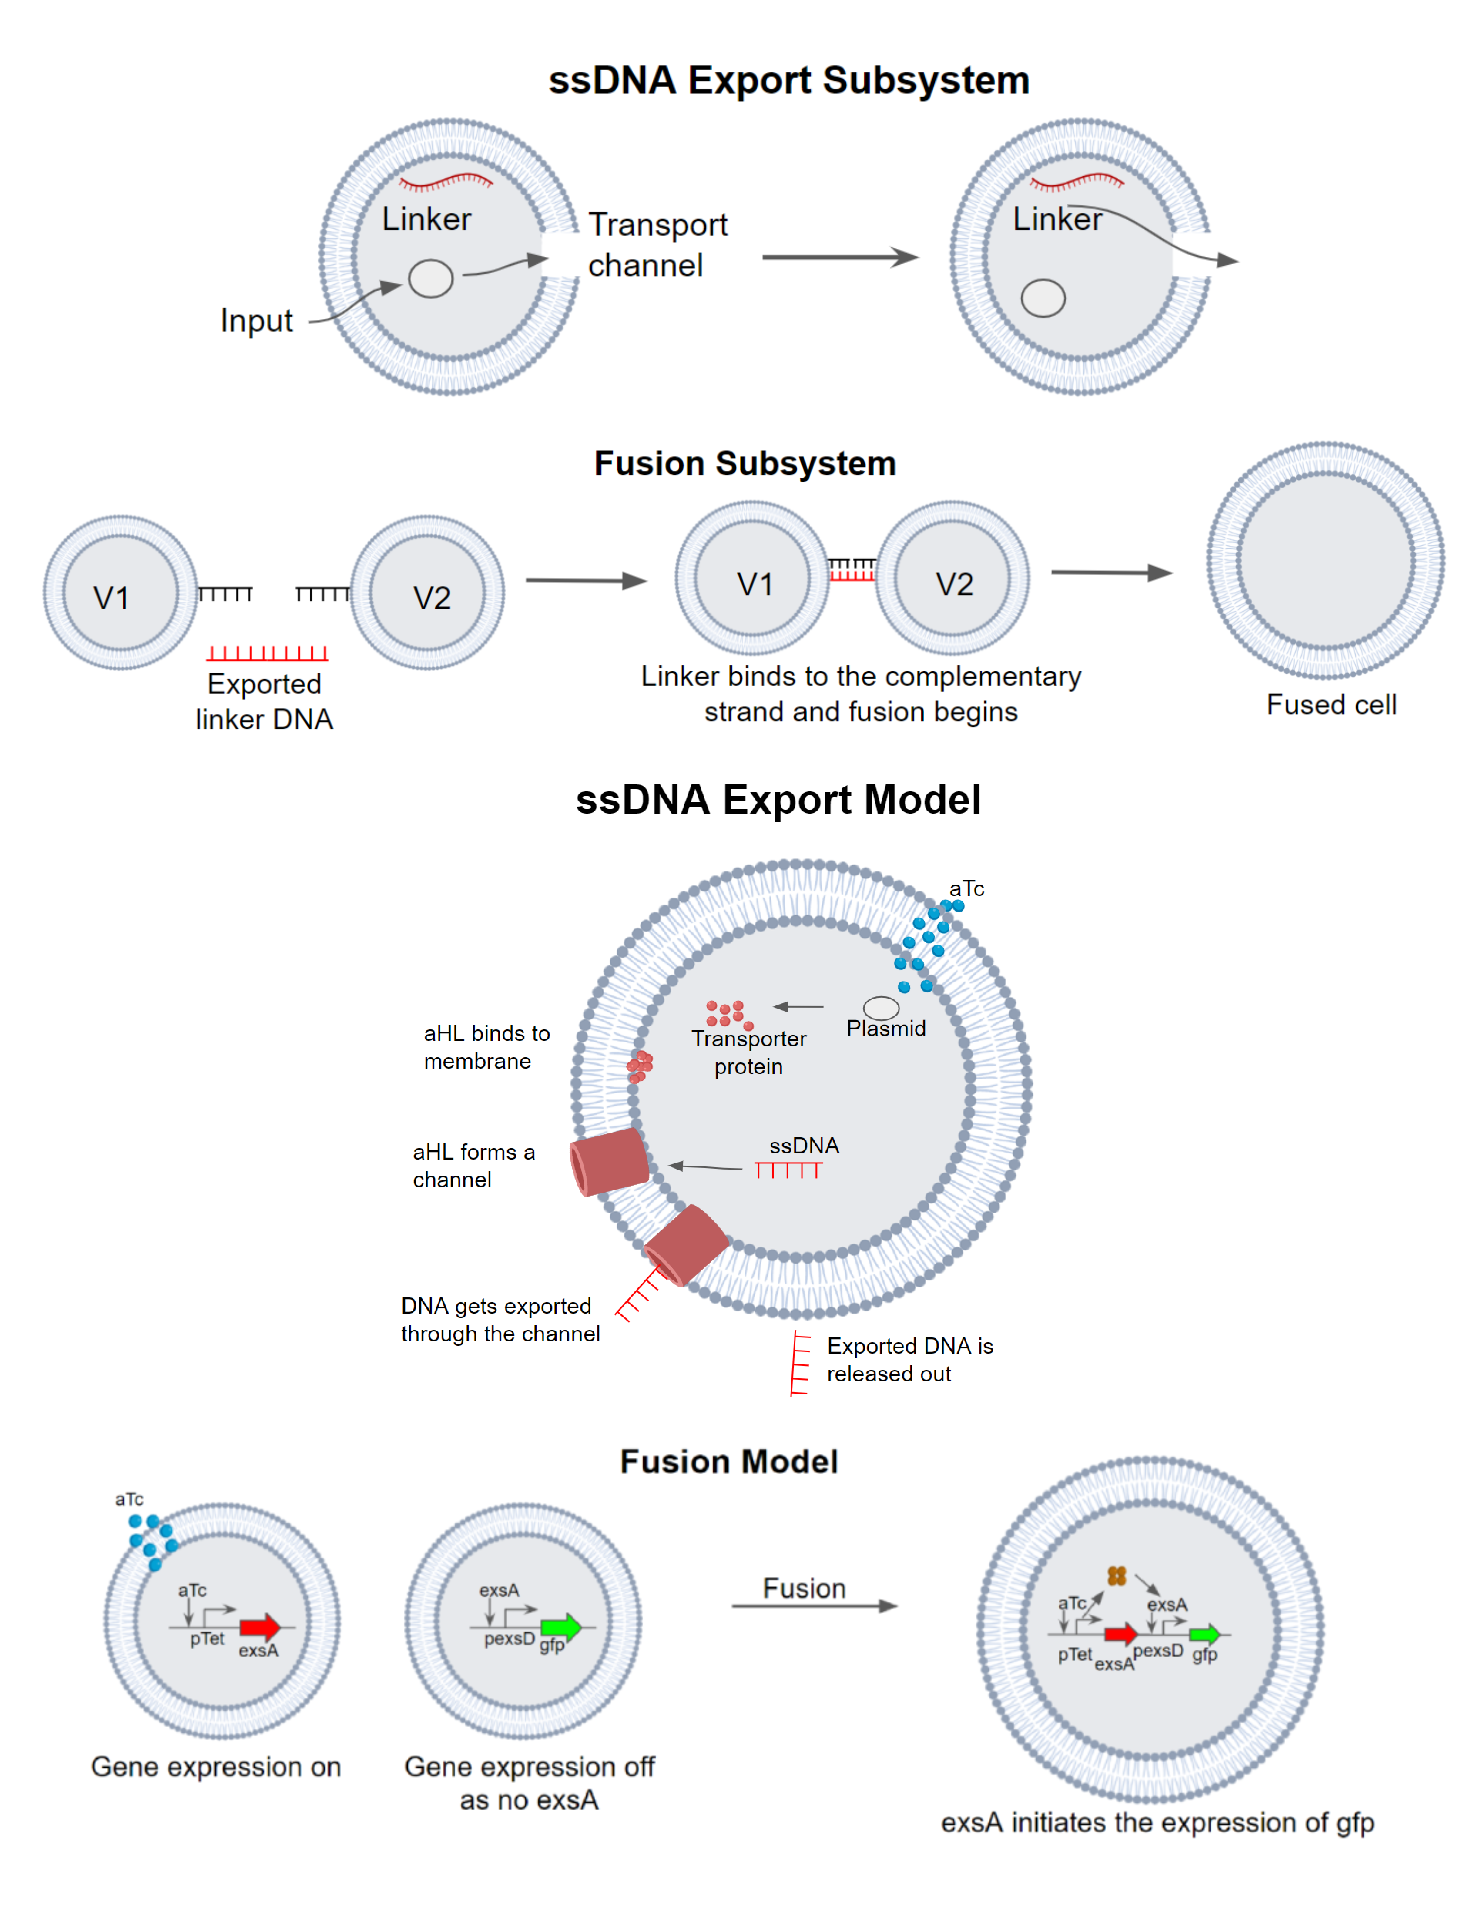 ssDNA Export Subsystem
Linker
Transport
channel
Input
Linker
Fusion Subsystem
V1
V2
Exported
linker DNA
V1
V2
Linker binds to the complementary
strand and fusion begins
Fused cell
ssDNA Export Model
aTc
Plasmid
Transporter
protein
aHL binds to
membrane
ssDNA
aHL forms a
channel
DNA gets exported
through the channel
Exported DNA is
released out
Fusion Model
aTc
aTc
pTet
exsA
Gene expression on
exsA
pexsD
gfp
Gene expression off
as no exsA
Fusion
aTc
exsA
pTet
exsA
pexsD
gfp
exsA initiates the expression of gfp